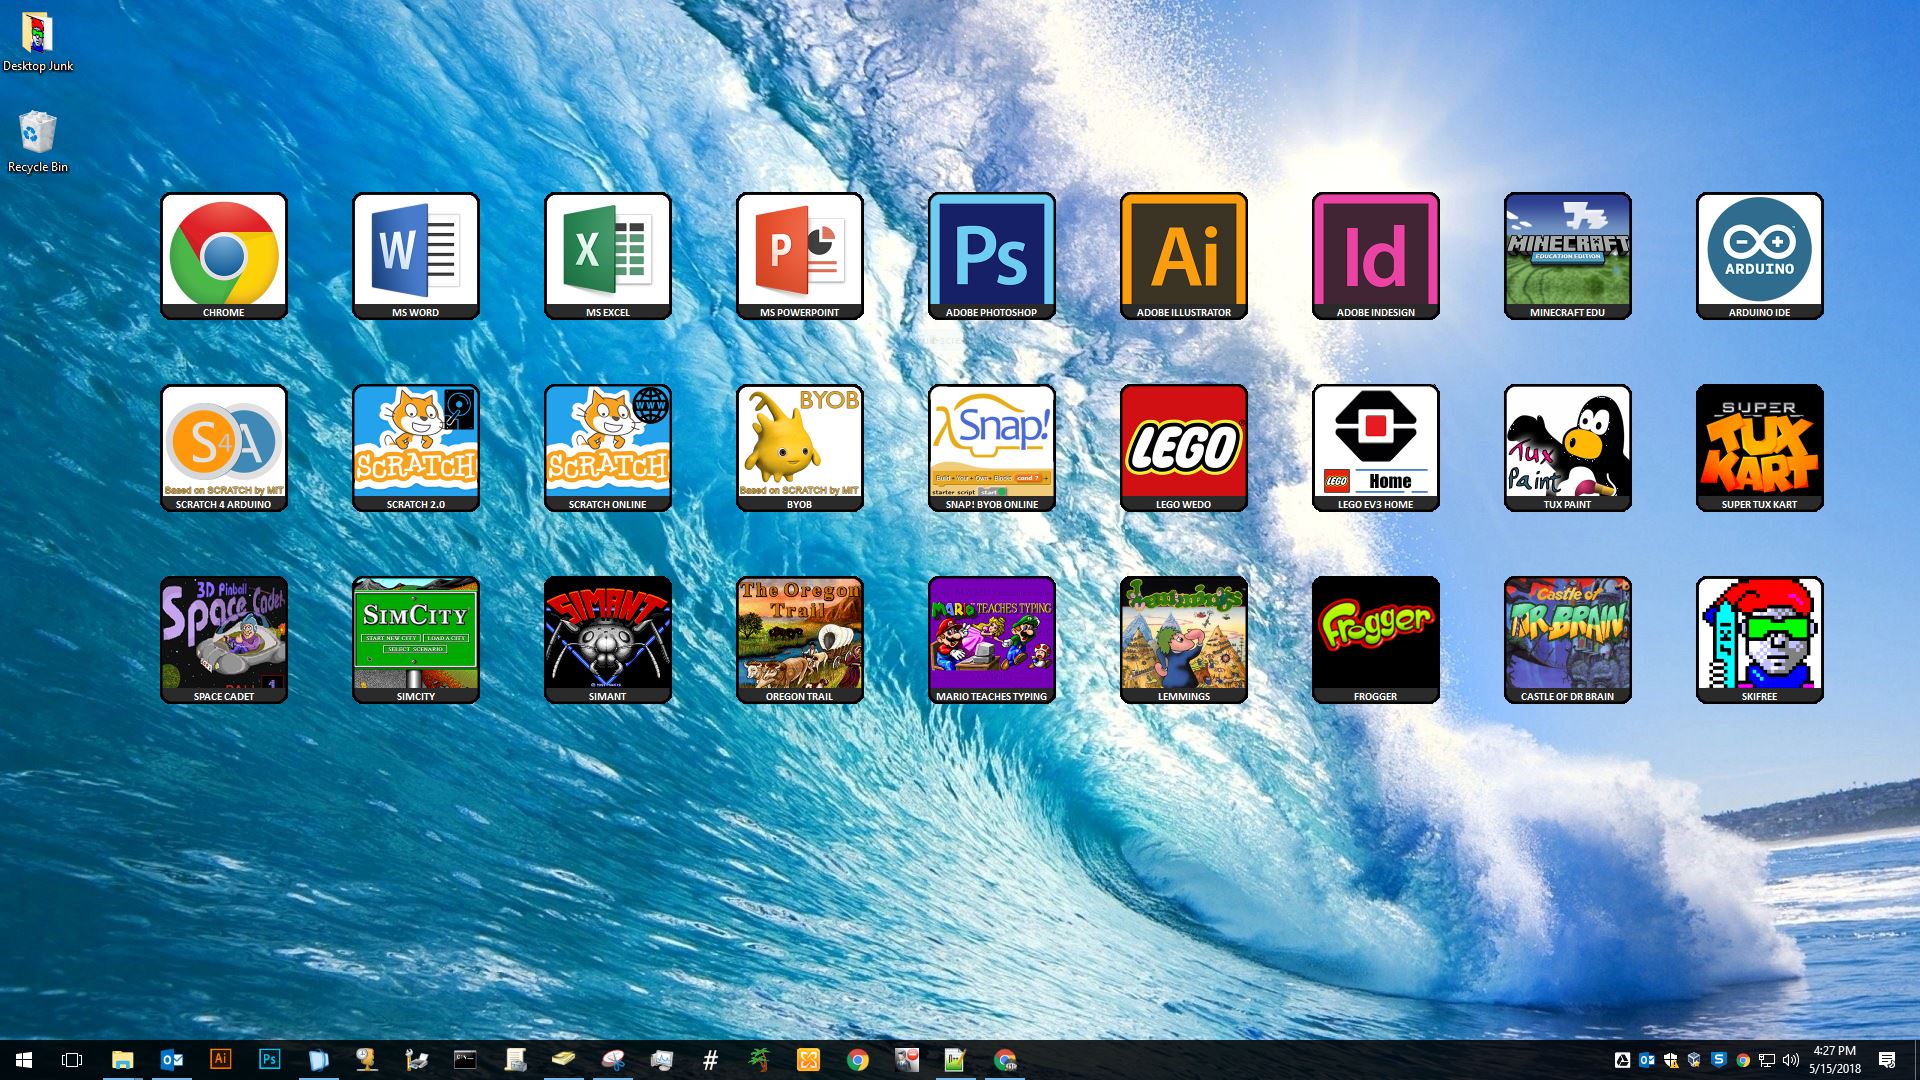 Desktop Junk
Recycle Bin
CHROME
W
MS WORD
X
MS EXCEL
P
MS POWERPOINT
Ps
ADOBE PHOTOSHOP
Ai
ADOBE ILLUSTRATOR
Id
ADOBE INDESIGN
MINECRAFT
EDUCATION EDITION
MINECRAFT EDU
ARDUINO
ARDUINO IDE
S4A
Based on SCRATCH by MIT
SCRATCH 4 ARDUINO
SCRATCH
SCRATCH 2.0
WWW
SCRATCH
SCRATCH ONLINE
BYOB
Based on SCRATCH by MIT
BYOB
λSnap!
Build Your Own Blocks cond ?
starter script start
SNAP! BYOB ONLINE
LEGO
LEGO WEDO
LEGO Home
LEGO EV3 HOME
Tux
Paint
TUX PAINT
SUPER
TUX
KART
SUPER TUX KART
3D Pinball
Space Cadet
SPACE CADET
SIMCITY
START NEW CITY LOAD A CITY
SELECT SCENARIO
SIMCITY
SIMANT
SIMANT
The Oregon
Trail
OREGON TRAIL
MARIO TEACHES TYPING
MARIO TEACHES TYPING
Lemmings
LEMMINGS
Frogger
FROGGER
Castle of
DR. BRAIN
CASTLE OF DR BRAIN
SKI
SKIFREE
Ai
Ps
#
4:27 PM
5/15/2018